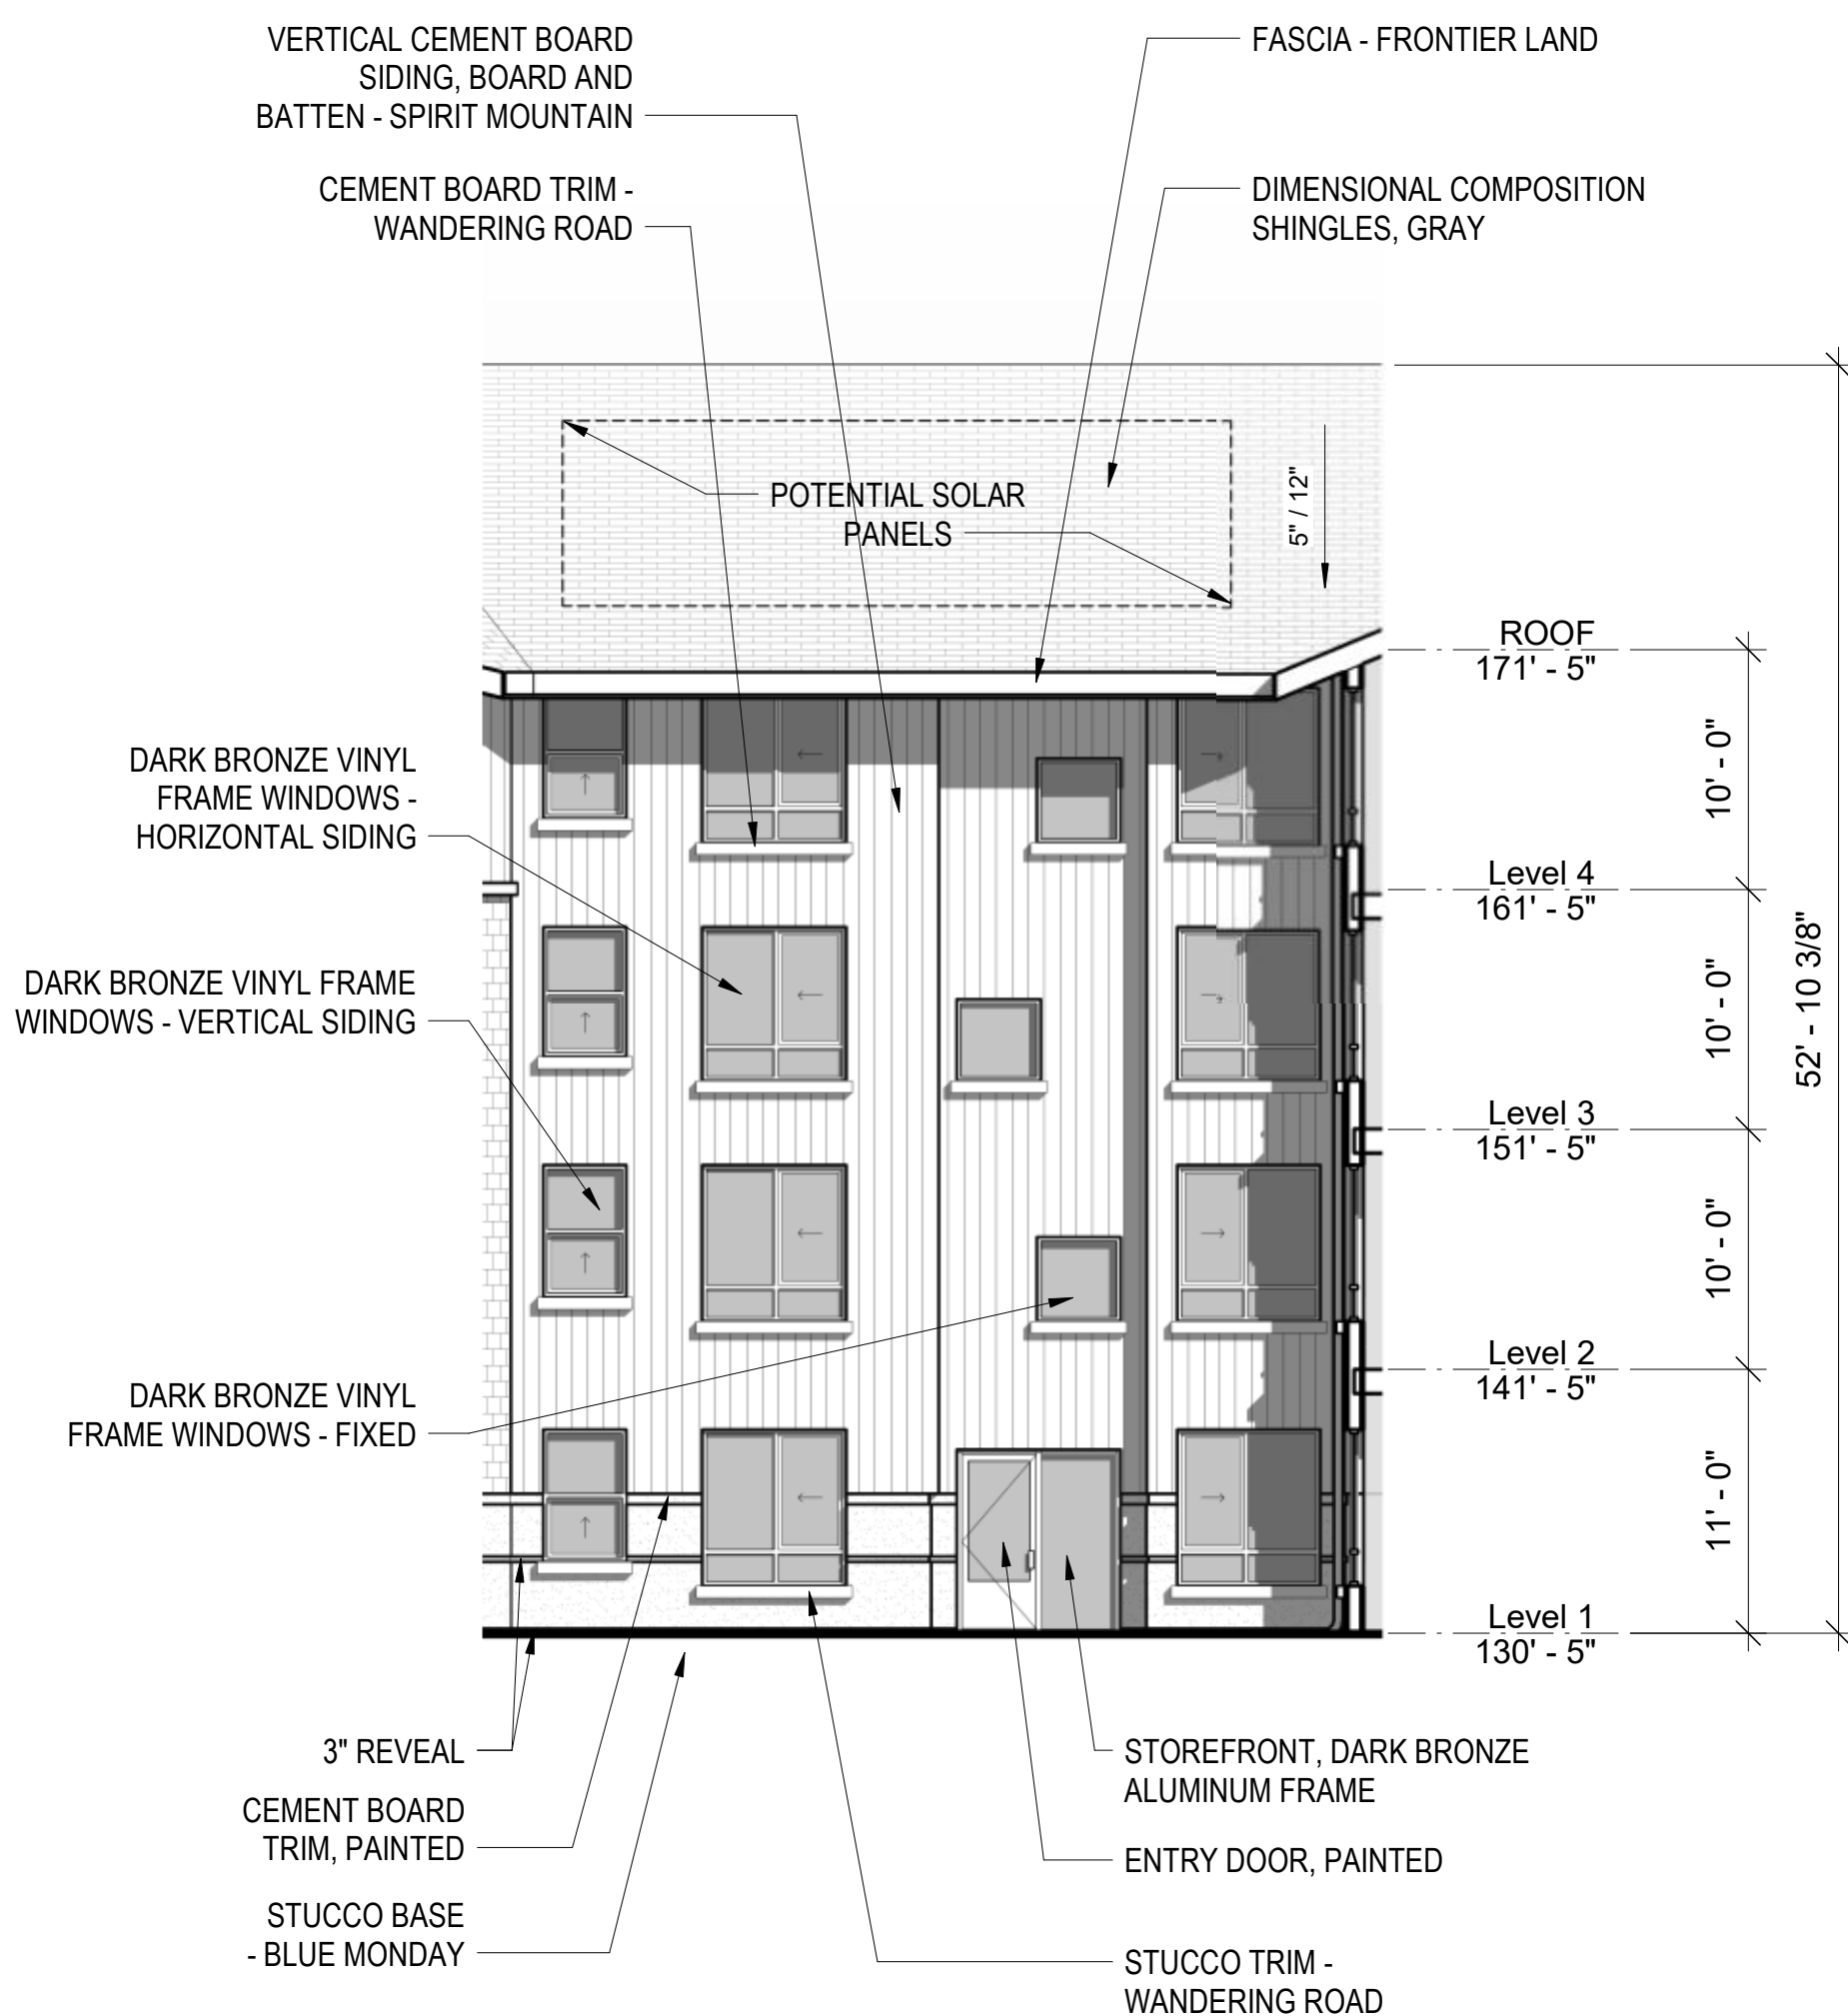 VERTICAL CEMENT BOARD
SIDING, BOARD AND
BATTEN - SPIRIT MOUNTAIN
CEMENT BOARD TRIM -
WANDERING ROAD
FASCIA - FRONTIER LAND
DIMENSIONAL COMPOSITION
SHINGLES, GRAY
POTENTIAL SOLAR
PANELS
5" / 12"
DARK BRONZE VINYL
FRAME WINDOWS -
HORIZONTAL SIDING
DARK BRONZE VINYL FRAME
WINDOWS - VERTICAL SIDING
DARK BRONZE VINYL
FRAME WINDOWS - FIXED
ROOF
171' - 5"
10' - 0"
Level 4
161' - 5"
10' - 0"
Level 3
151' - 5"
10' - 0"
Level 2
141' - 5"
11' - 0"
Level 1
130' - 5"
52' - 10 3/8"
3" REVEAL
CEMENT BOARD
TRIM, PAINTED
STUCCO BASE
- BLUE MONDAY
STOREFRONT, DARK BRONZE
ALUMINUM FRAME
ENTRY DOOR, PAINTED
STUCCO TRIM -
WANDERING ROAD